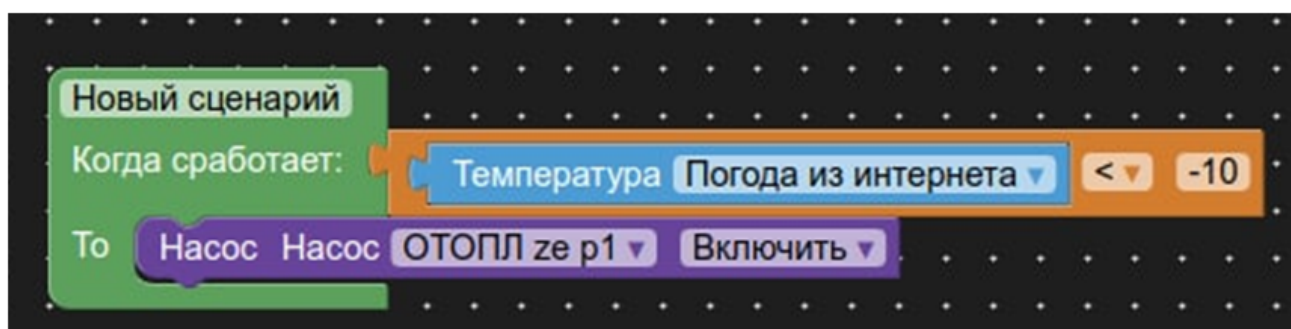 Новый сценарий
Когда сработает: Температура Погода из интернета < -10
То Насос Насос ОТОПЛ ze p1 Включить